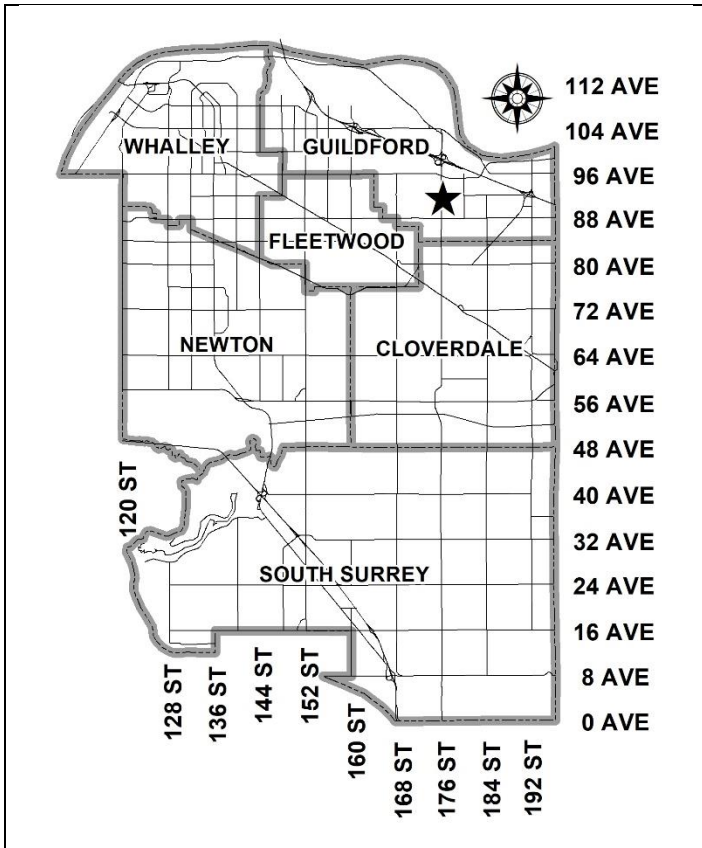 112 AVE
104 AVE
WHALLEY
GUILDFORD
96 AVE
88 AVE
FLEETWOOD
80 AVE
72 AVE
NEWTON
CLOVERDALE
64 AVE
56 AVE
48 AVE
120 ST
40 AVE
32 AVE
SOUTH SURREY
24 AVE
16 AVE
8 AVE
0 AVE
128 ST
136 ST
144 ST
152 ST
160 ST
168 ST
176 ST
184 ST
192 ST